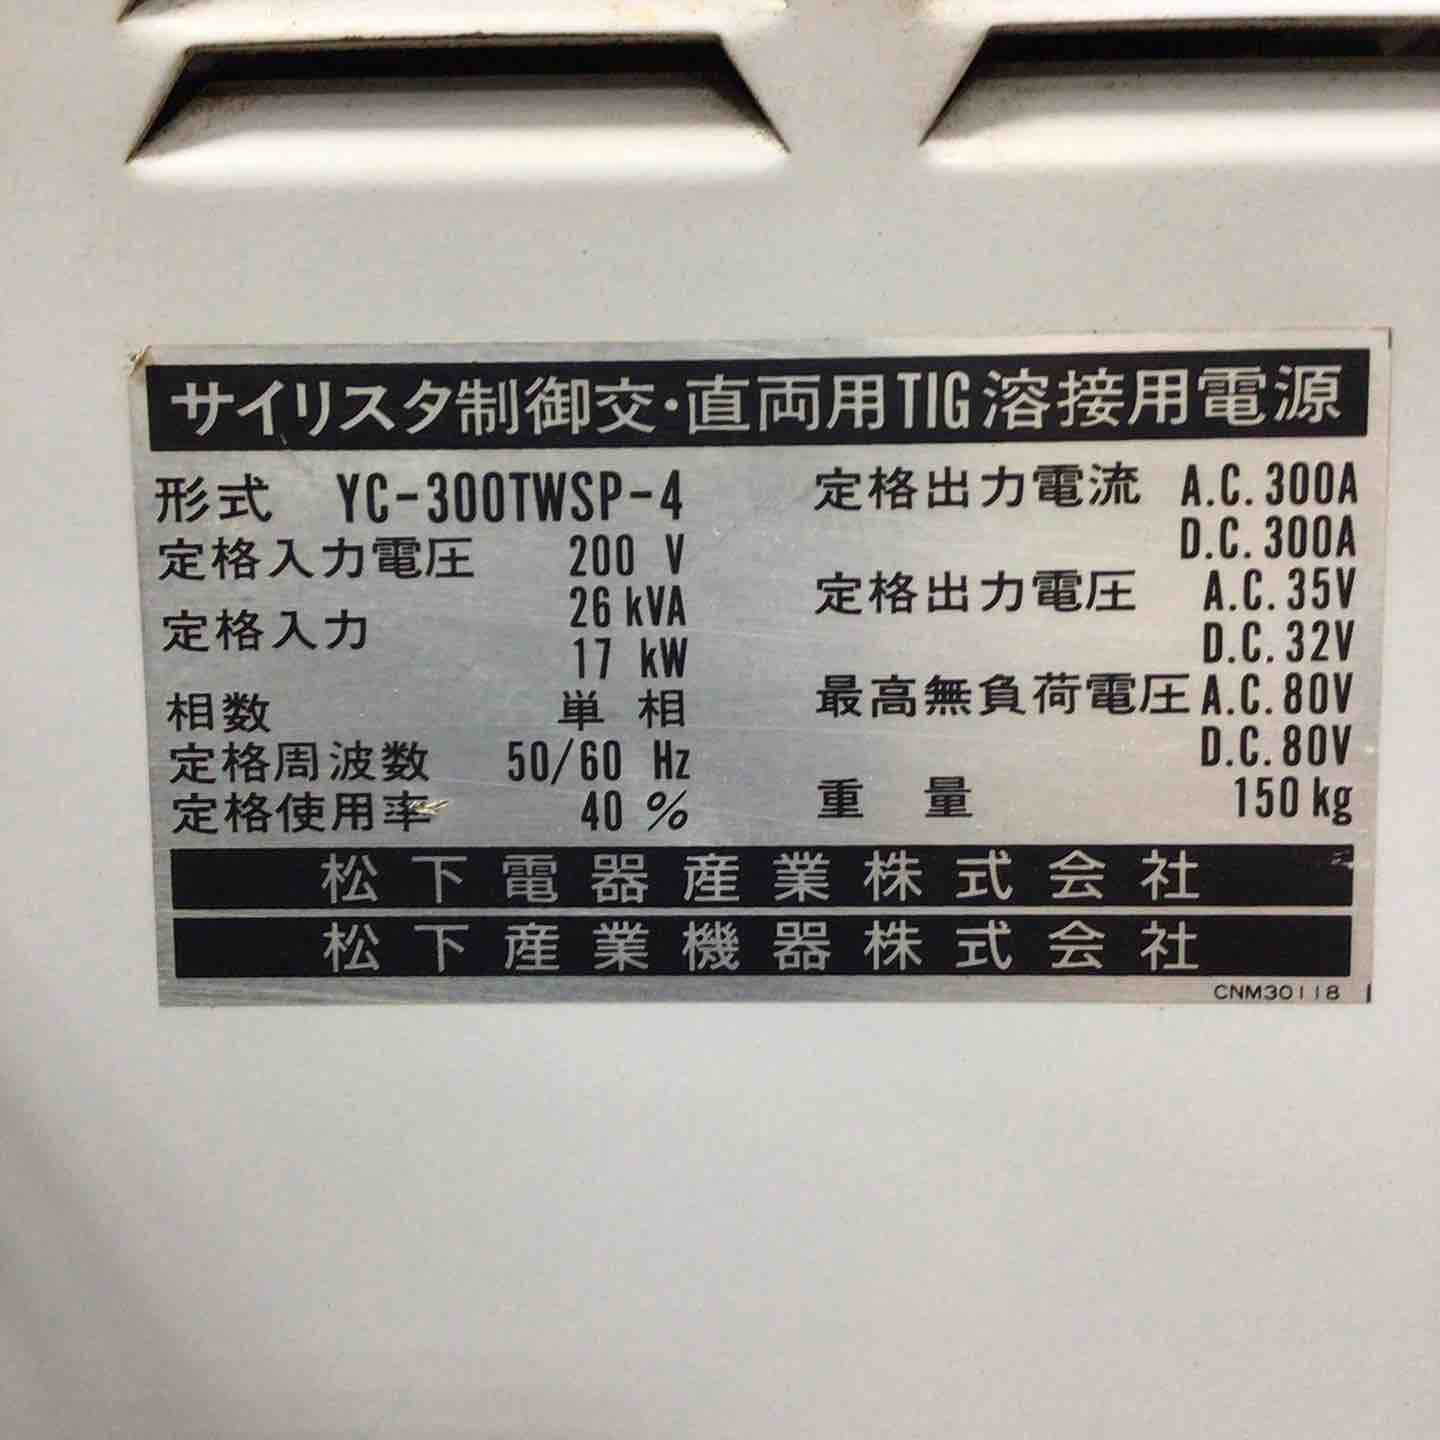 サイリスタ制御交・直両用TIG溶接用電源
形式 YC-300TWSP-4
定格入力電圧 200 V
定格入力 26 kVA
17 kW
相数 単相
定格周波数 50/60 Hz
定格使用率 40 %
定格出力電流 A.C. 300A
D.C. 300A
定格出力電圧 A.C. 35V
D.C. 32V
最高無負荷電圧 A.C. 80V
D.C. 80V
重量 150 kg
松下電器産業株式会社
松下産業機器株式会社
CNM30118